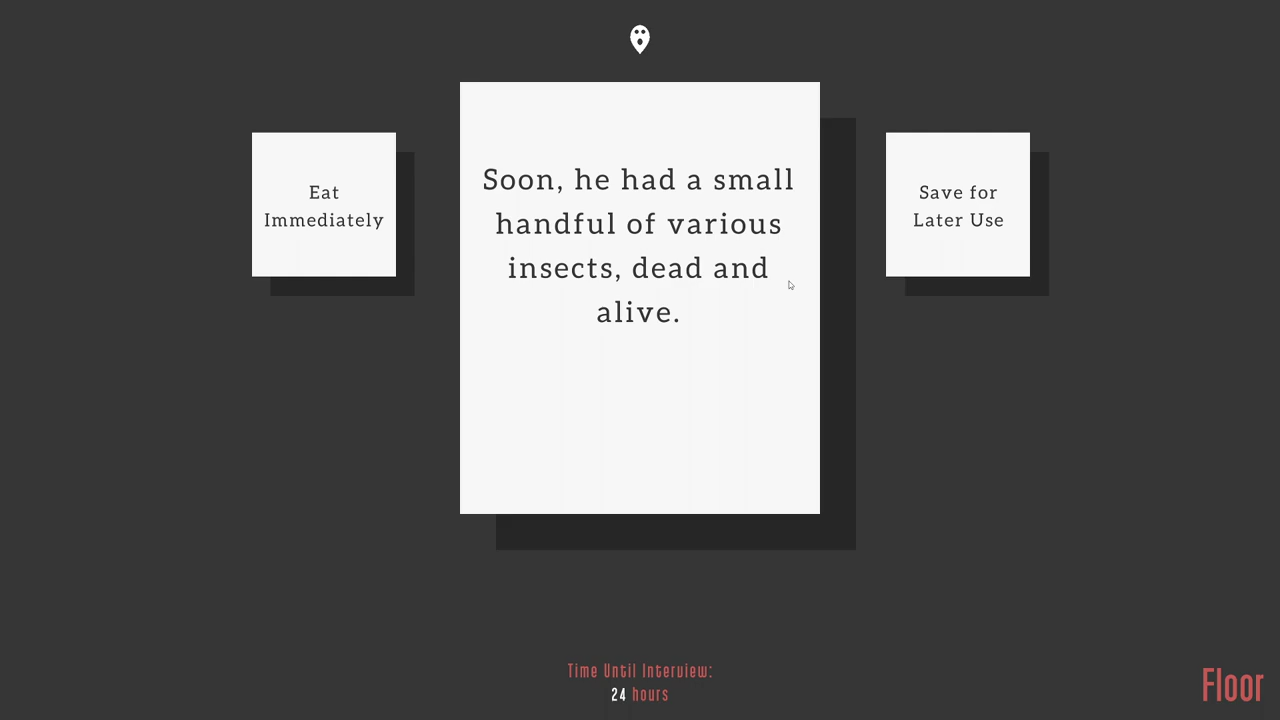 Eat
Immediately
Soon, he had a small
handful of various
insects, dead and
alive.
Save for
Later Use
Time Until Interview:
24 hours
Floor